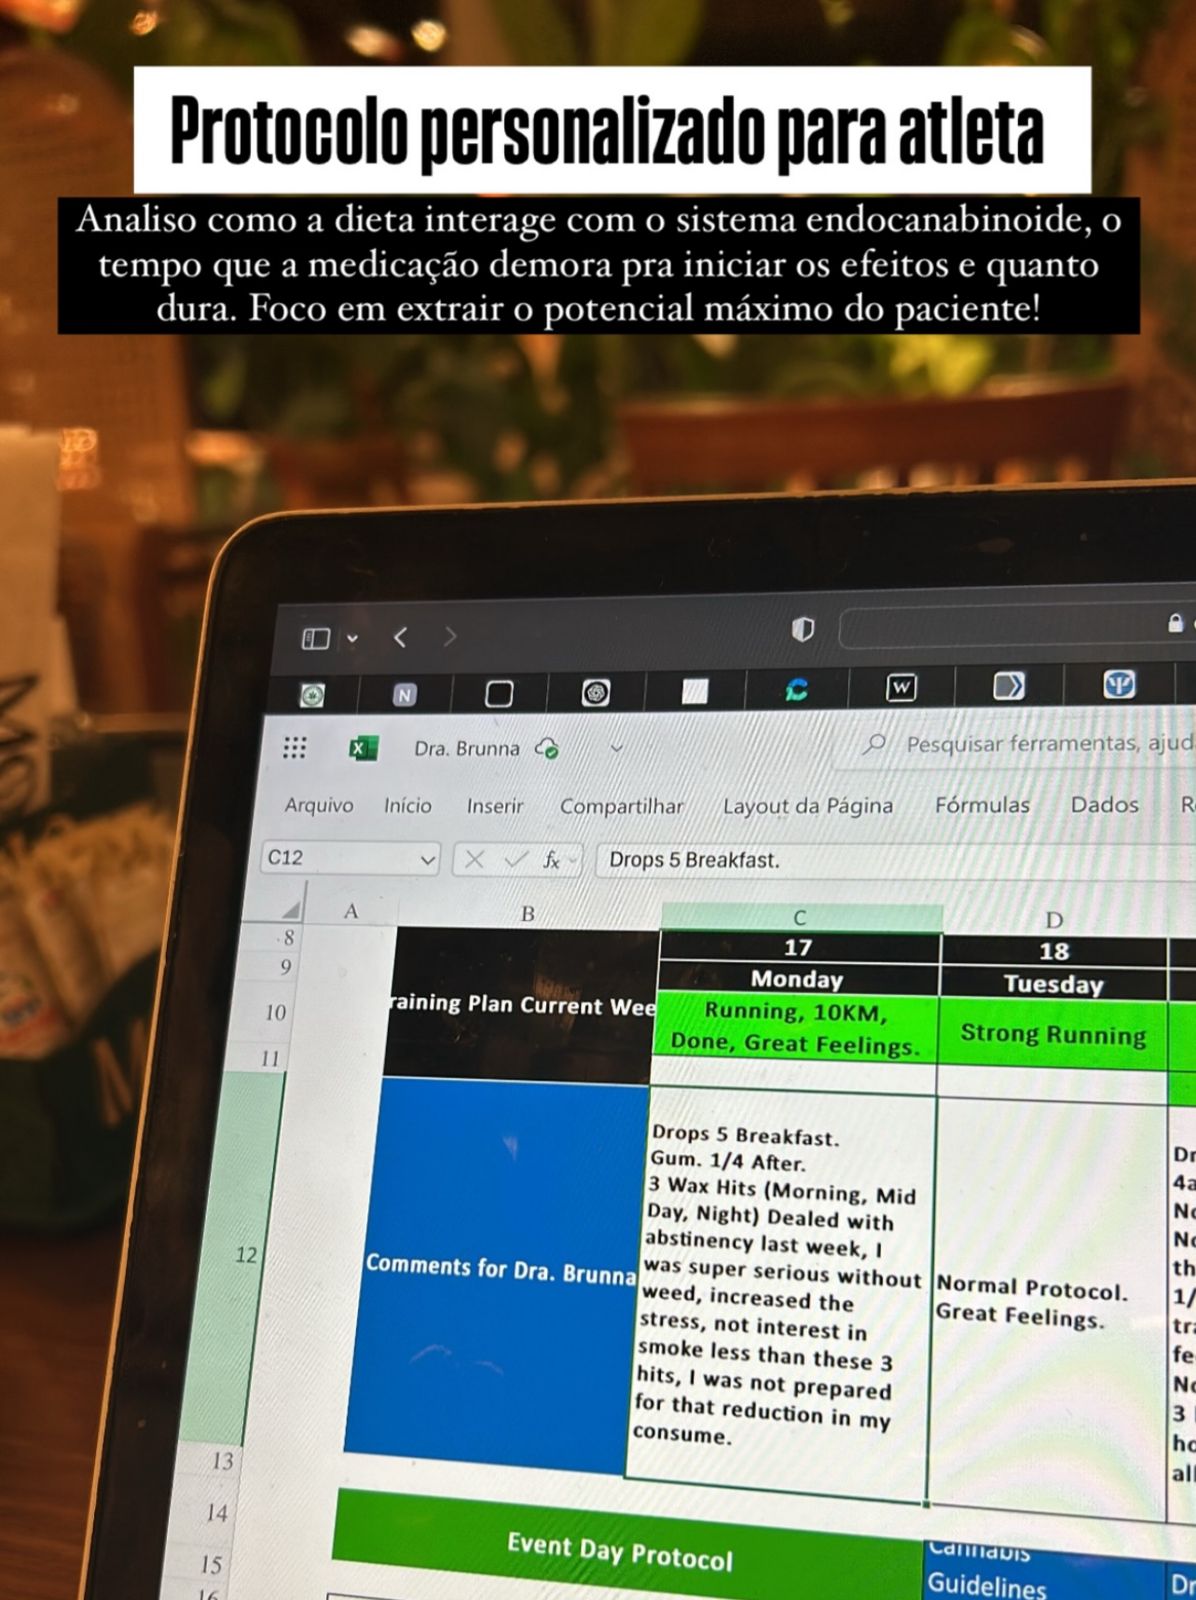 Protocolo personalizado para atleta
Analiso como a dieta interage com o sistema endocanabinoide, o
tempo que a medicação demora pra iniciar os efeitos e quanto
dura. Foco em extrair o potencial máximo do paciente!
N
W
Dra. Brunna
Pesquisar ferramentas, ajud
Arquivo Início Inserir Compartilhar Layout da Página Fórmulas Dados R
C12
fx
Drops 5 Breakfast.
A B C D
8
17 18
9
Monday Tuesday
10
raining Plan Current Wee
Running, 10KM,
Done, Great Feelings.
Strong Running
11
12
Comments for Dra. Brunna
Drops 5 Breakfast.
Gum. 1/4 After.
3 Wax Hits (Morning, Mid
Day, Night) Dealed with
abstinency last week, I
was super serious without
weed, increased the
stress, not interest in
smoke less than these 3
hits, I was not prepared
for that reduction in my
consume.
Normal Protocol.
Great Feelings.
Dr
4a
No
No
th
1/
tr
fe
No
3
ho
all
13
14
Event Day Protocol
Cannabis
Guidelines
Dr
15
16